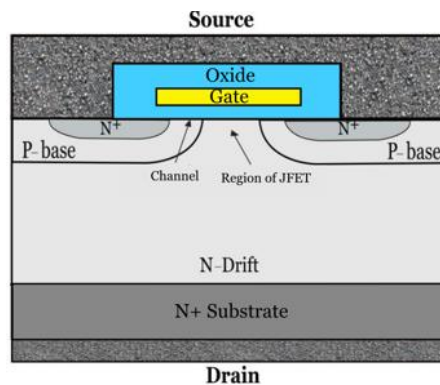 Source
Oxide
Gate
N+ N+
P- base P- base
Channel Region of JFET
N-Drift
N+ Substrate
Drain